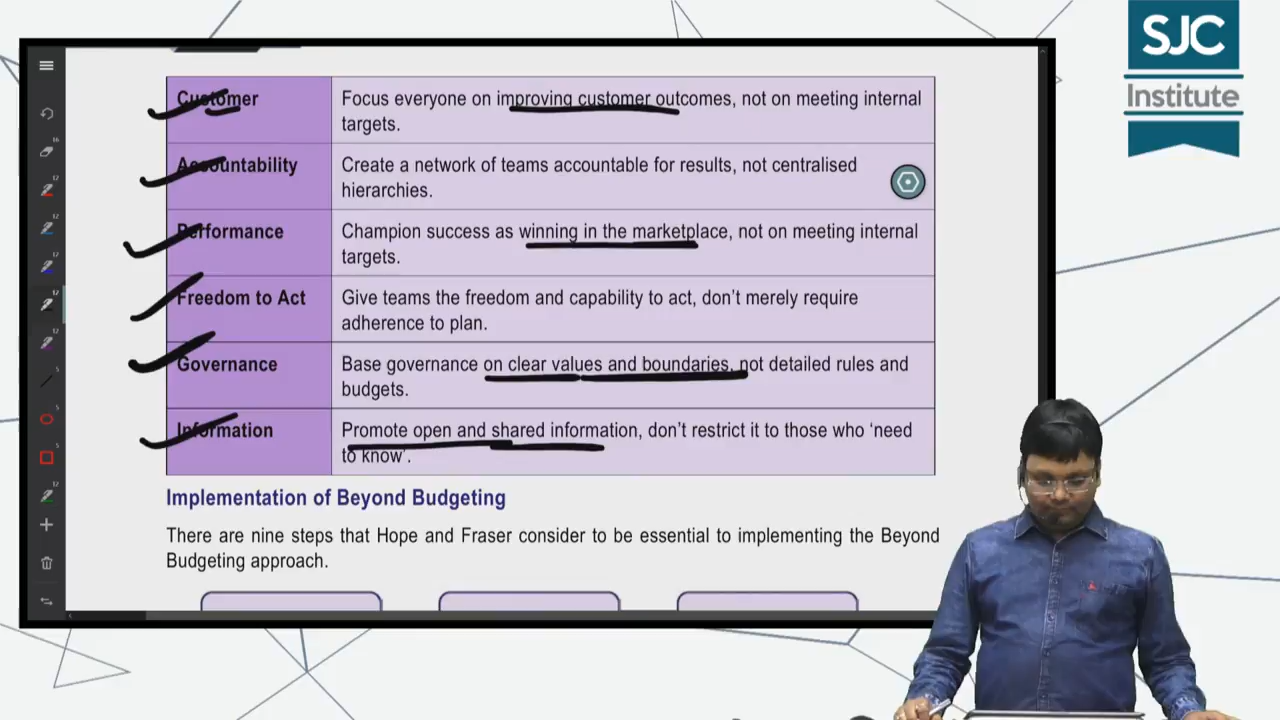 SJC
Institute
Customer
Focus everyone on improving customer outcomes, not on meeting internal
targets.
Accountability
Create a network of teams accountable for results, not centralised
hierarchies.
Performance
Champion success as winning in the marketplace, not on meeting internal
targets.
Freedom to Act
Give teams the freedom and capability to act, don't merely require
adherence to plan.
Governance
Base governance on clear values and boundaries, not detailed rules and
budgets.
Information
Promote open and shared information, don't restrict it to those who 'need
to know'.
Implementation of Beyond Budgeting
There are nine steps that Hope and Fraser consider to be essential to implementing the Beyond
Budgeting approach.